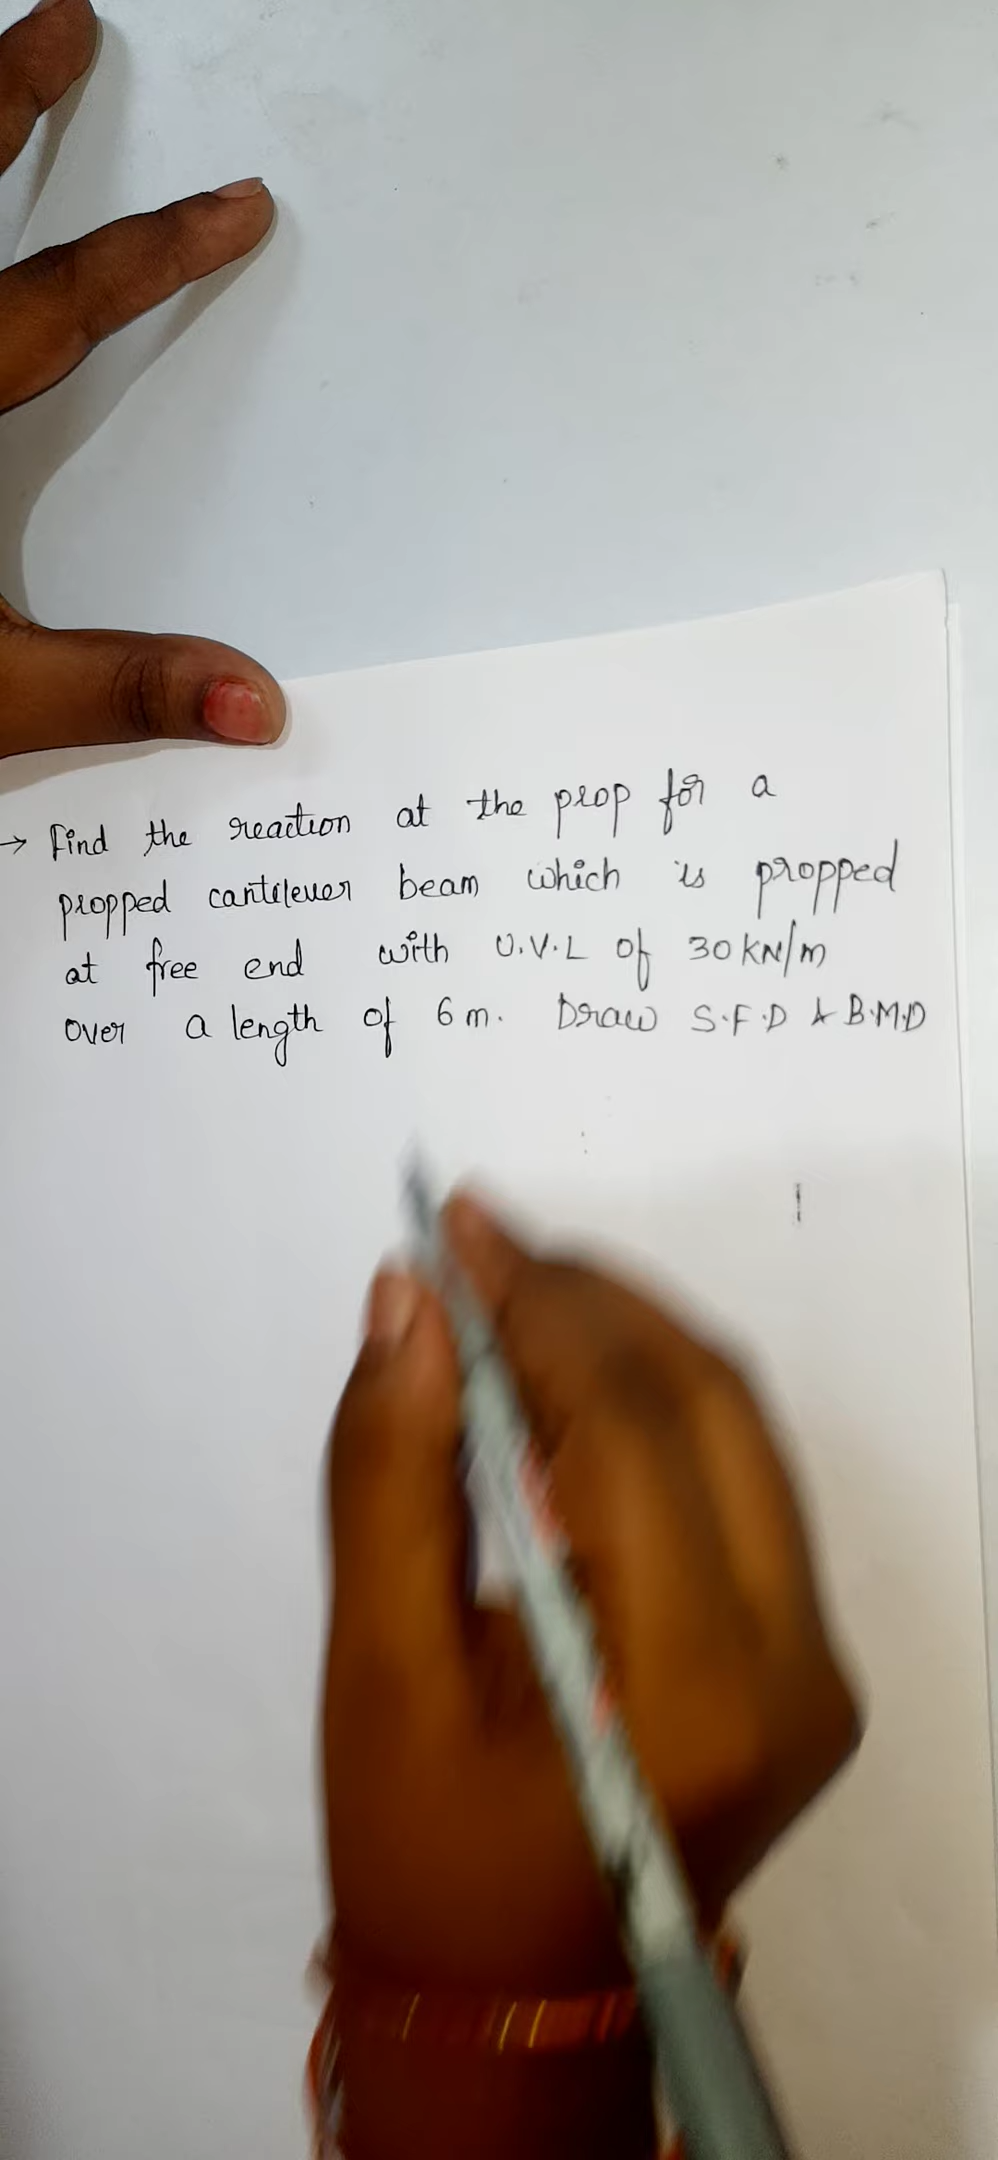 → Find the reaction at the prop for a
propped cantilever beam which is propped
at free end with U.V.L of 30 KN/m
over a length of 6 m. Draw S.F.D & B.M.D